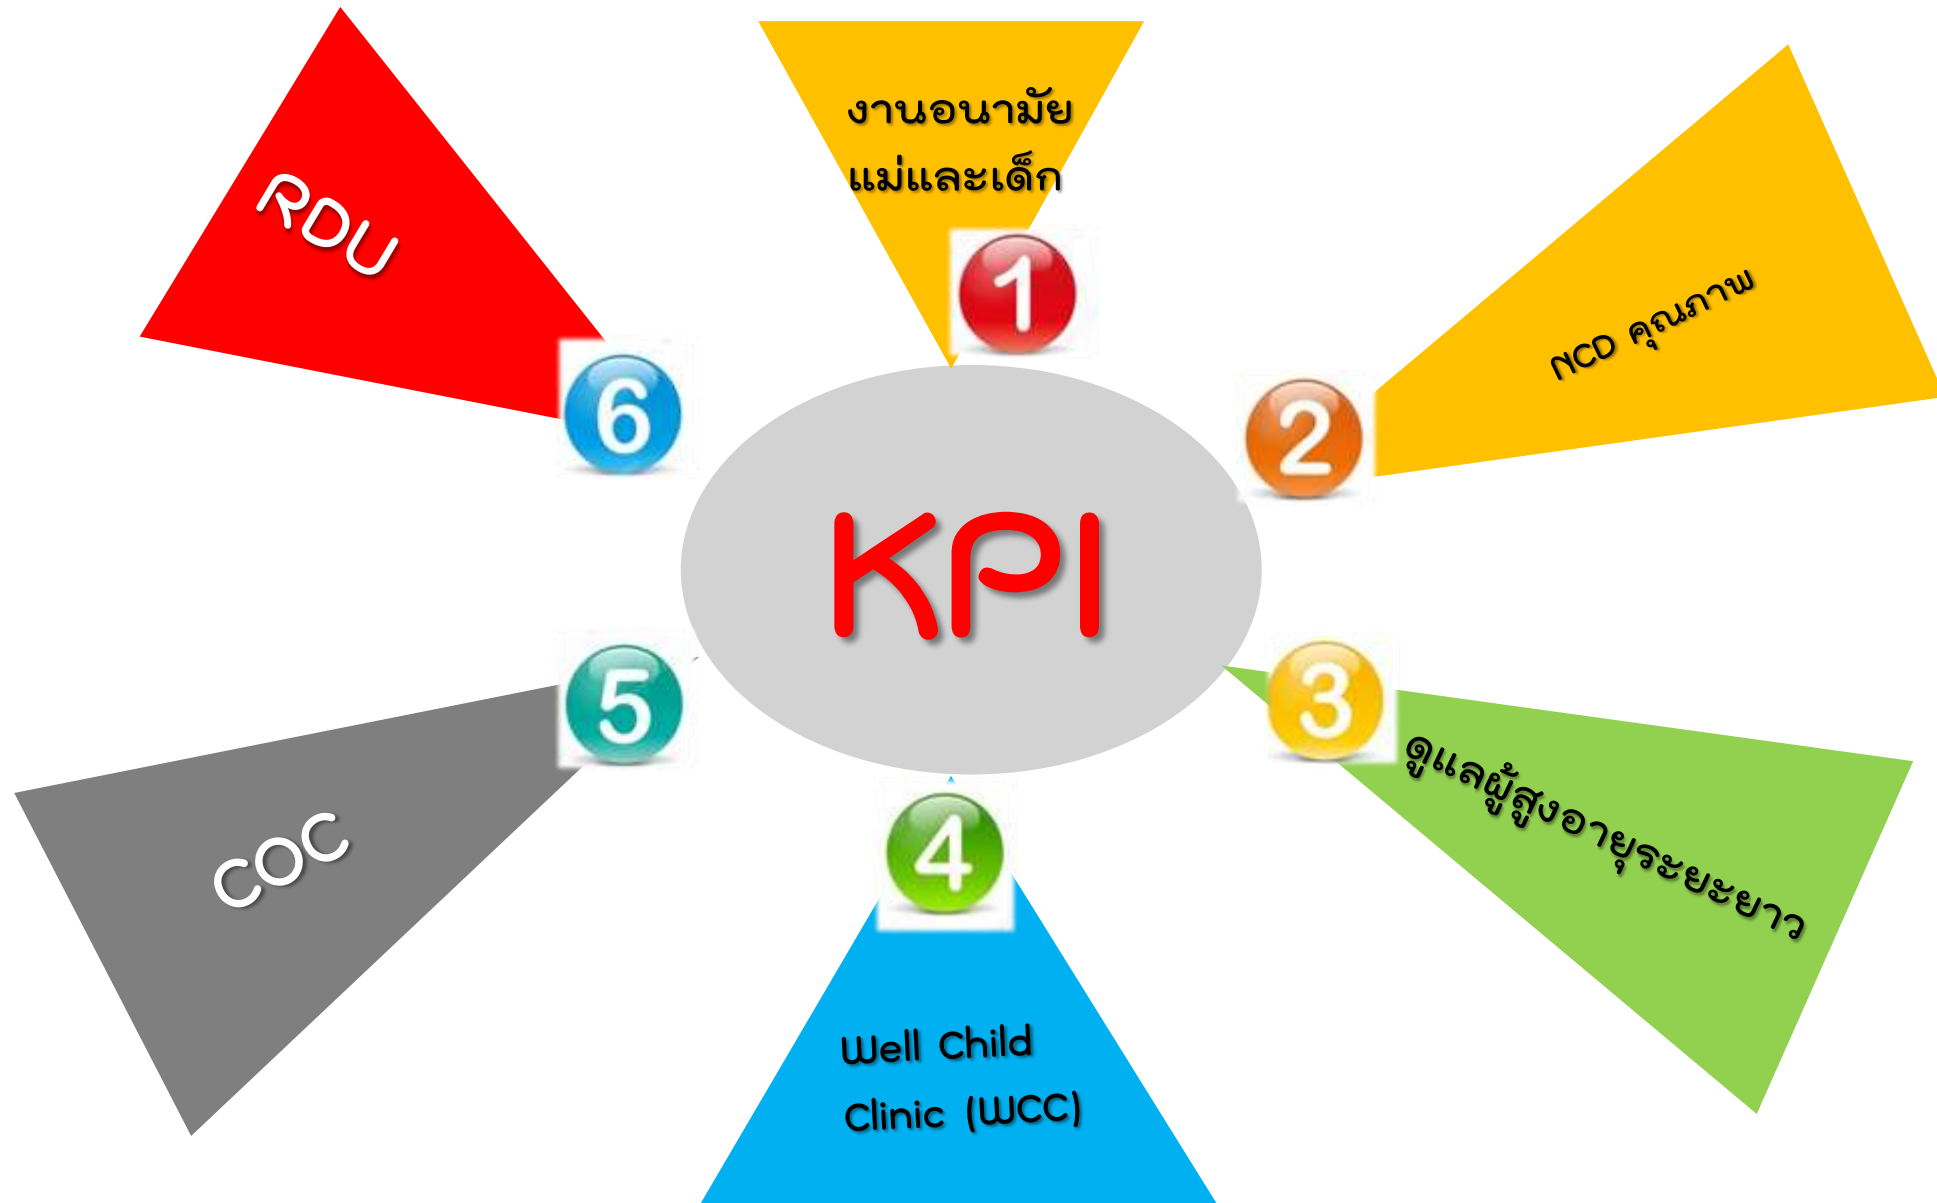 งานอนามัย
แม่และเด็ก
1
NCD คุณภาพ
2
ดูแลผู้สูงอายุระยะยาว
3
Well Child
Clinic (WCC)
4
COC
5
RDU
6
KPI